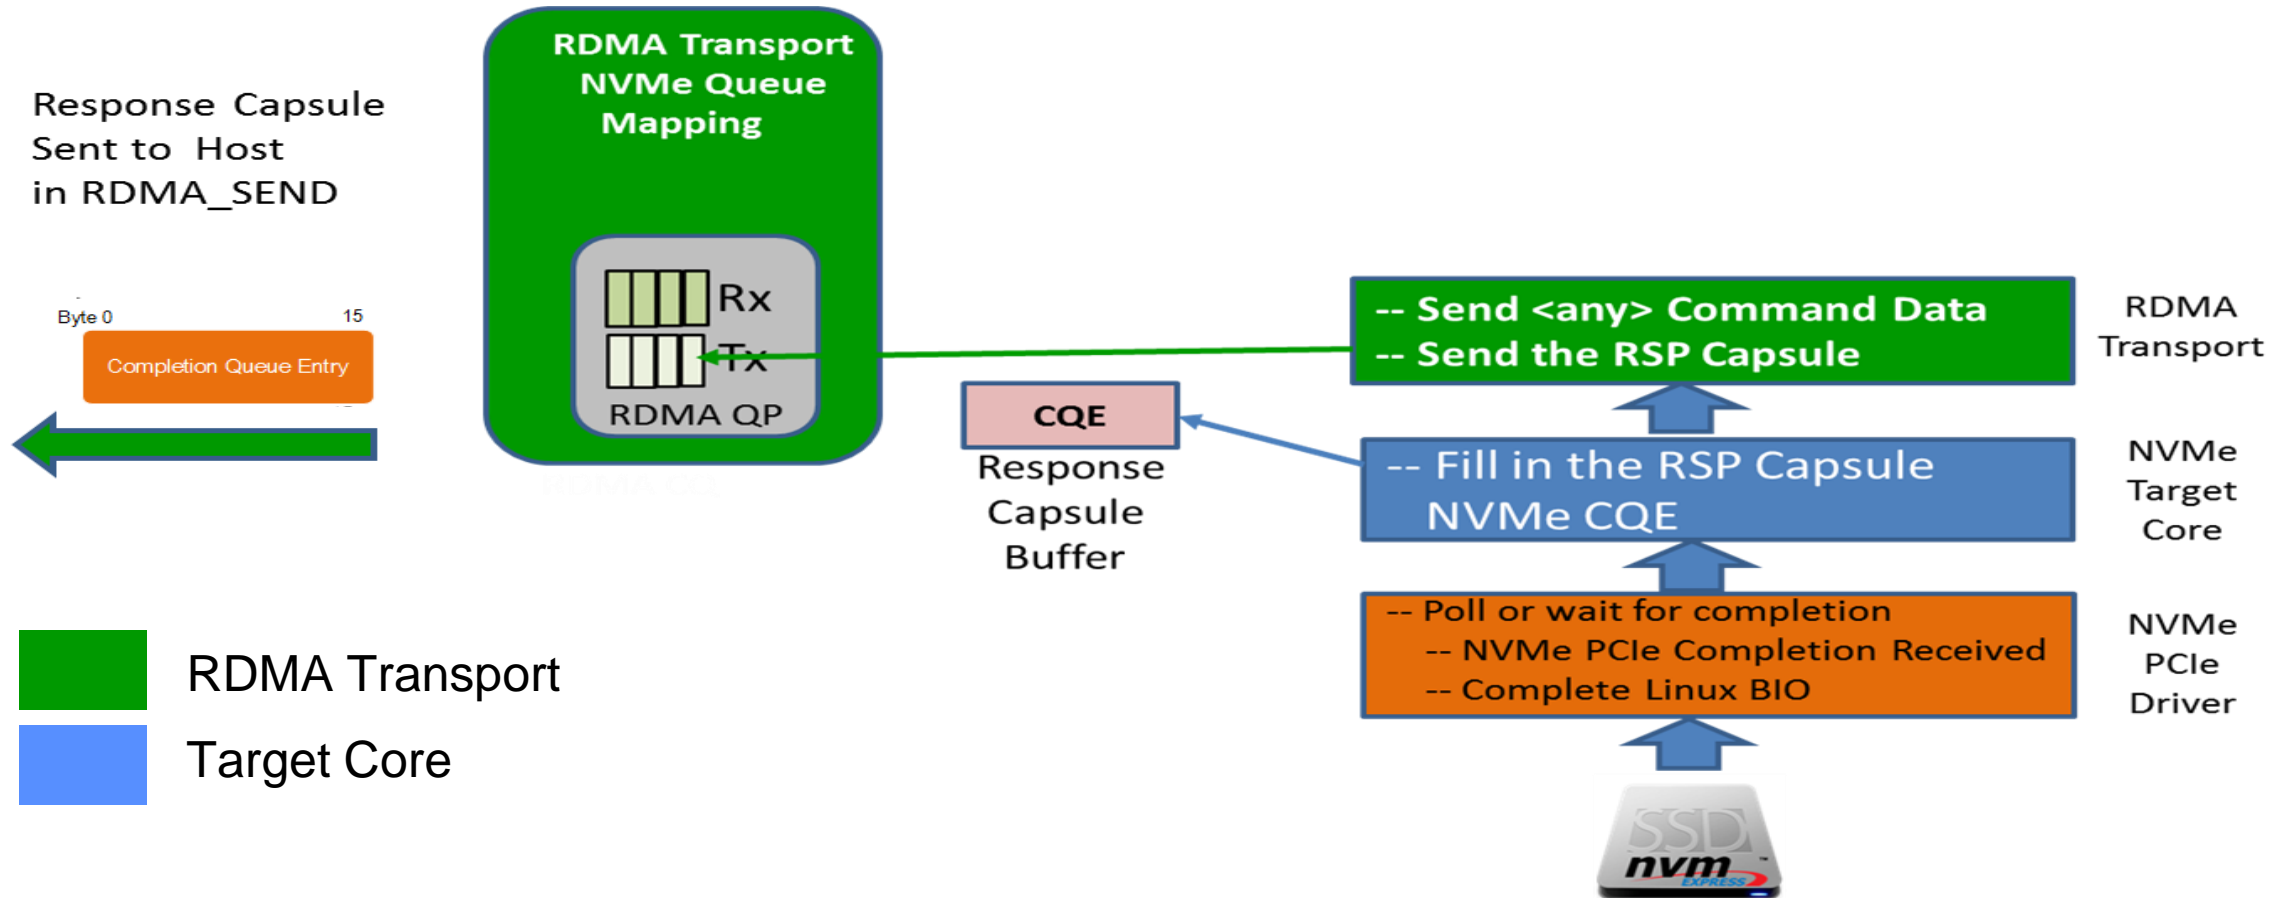 RDMA Transport
NVMe Queue
Mapping
Response Capsule
Sent to Host
in RDMA_SEND
Byte 0
15
Completion Queue Entry
Rx
Tx
RDMA QP
-- Send <any> Command Data
-- Send the RSP Capsule
RDMA
Transport
CQE
Response
Capsule
Buffer
-- Fill in the RSP Capsule
NVMe CQE
NVMe
Target
Core
-- Poll or wait for completion
-- NVMe PCIe Completion Received
-- Complete Linux BIO
NVMe
PCIe
Driver
RDMA Transport
Target Core
SSD
nvm
EXPRESS
™